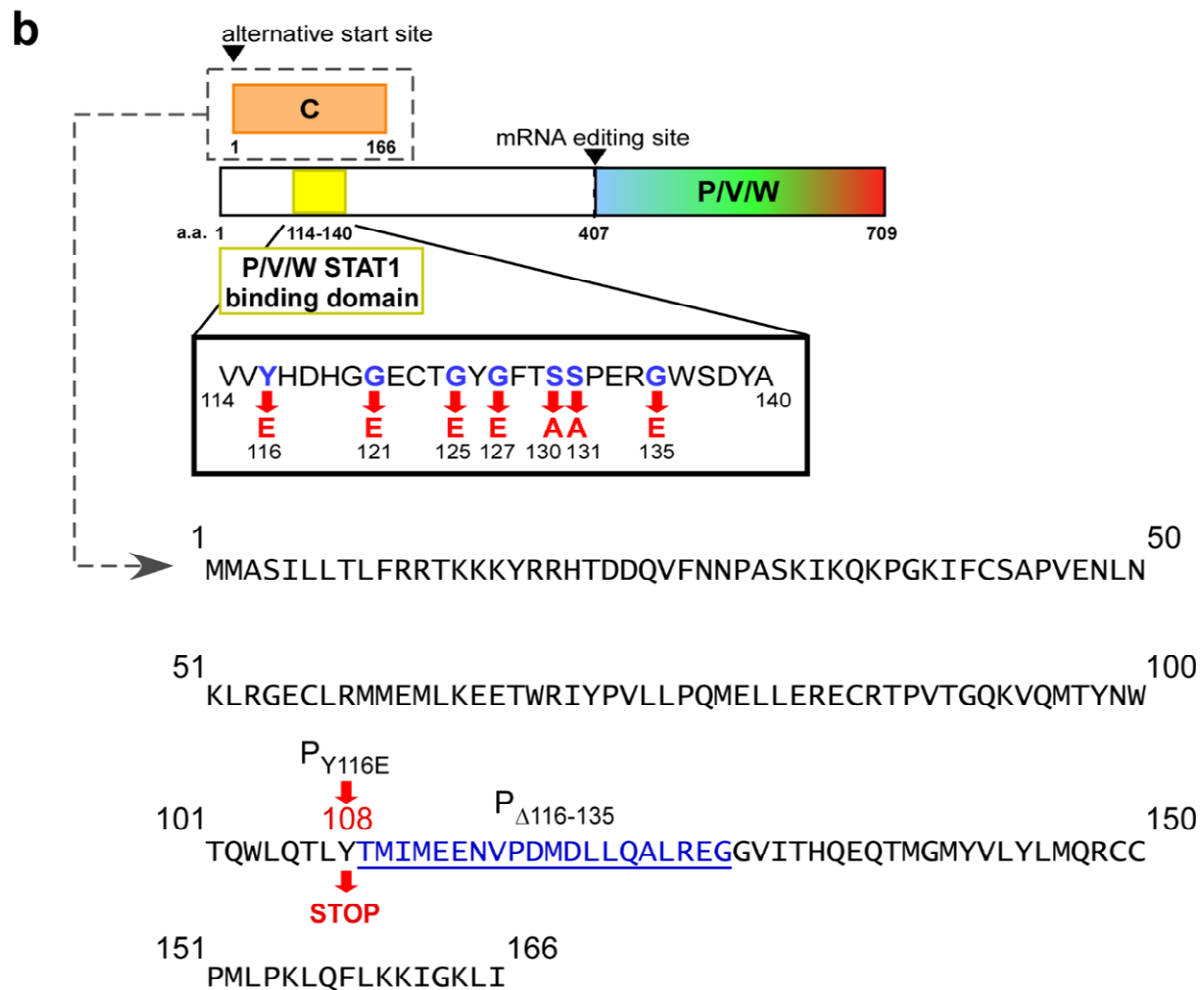 b
alternative start site
C
1 166
mRNA editing site
P/V/W
a.a. 1 114-140 407 709
P/V/W STAT1
binding domain
VVYHDHGGECTGYGFTSSPERGWSDYA
114 140
E E E E A A E
116 121 125 127 130 131 135
1 50
MMASILLTLFRRTKKKYRRHTDDQVFNNPASKIKQKPGKIFCSAPVENLN
51 100
KLRGECLRMMEMLKEETWRIYPVLLPQMELLERECRTPVTGQKVQMTYNW
PY116E
PΔ116-135
101 108 150
TQWLQTLYTMIMEENVPDMDLLQALREGGVITHQEQTMGMYVLYLMQRCC
STOP
151 166
PMLPKLQFLKKIGKLI